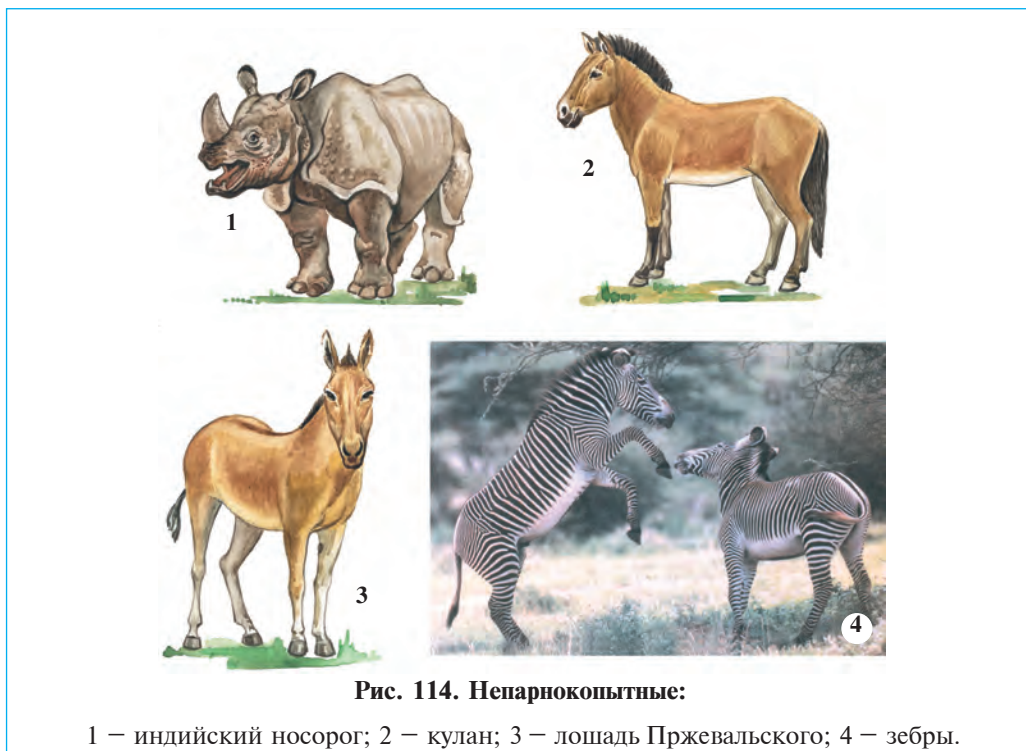 1
2
3
4
Рис. 114. Непарнокопытные:
1 — индийский носорог; 2 — кулан; 3 — лошадь Пржевальского; 4 — зебры.